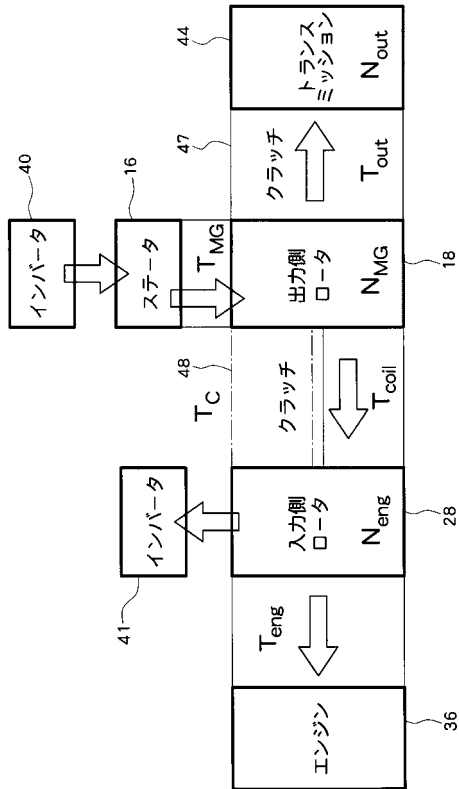 40
インバータ
16
ステータ
T_MG
41
インバータ
T_C
48
47
44
エンジン
36
T_eng
入力側
ロータ
N_eng
28
クラッチ
T_coil
出力側
ロータ
N_MG
18
クラッチ
T_out
トランス
ミッション
N_out